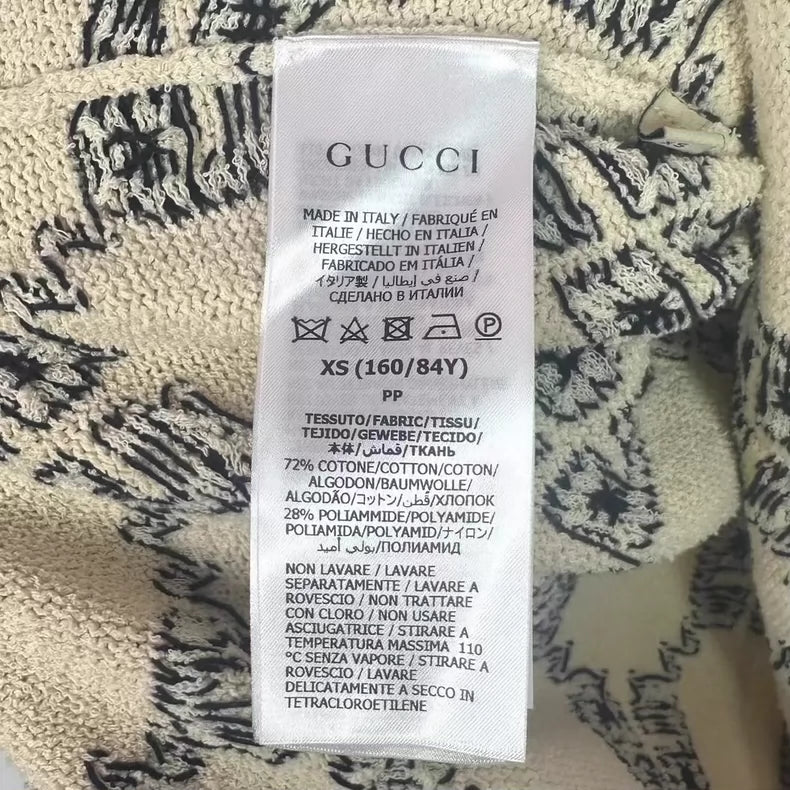 GUCCI
MADE IN ITALY / FABRIQUÉ EN
ITALIE / HECHO EN ITALIA /
HERGESTELLT IN ITALIEN /
FABRICADO EM ITÁLIA /
イタリア製 / صنع في إيطاليا /
СДЕЛАНО В ИТАЛИИ
P
XS (160/84Y)
PP
TESSUTO/FABRIC/TISSU/
TEJIDO/GEWEBE/TECIDO/
本体/قماش/ТКАНЬ
72% COTONE/COTTON/COTON/
ALGODON/BAUMWOLLE/
ALGODÃO/コットン/قطن/ХЛОПОК
28% POLIAMMIDE/POLYAMIDE/
POLIAMIDA/POLYAMID/ナイロン/
بولي أميد/ПОЛИАМИД
NON LAVARE / LAVARE
SEPARATAMENTE / LAVARE A
ROVESCIO / NON TRATTARE
CON CLORO / NON USARE
ASCIUGATRICE / STIRARE A
TEMPERATURA MASSIMA 110
°C SENZA VAPORE / STIRARE A
ROVESCIO / LAVARE
DELICATAMENTE A SECCO IN
TETRACLOROETILENE